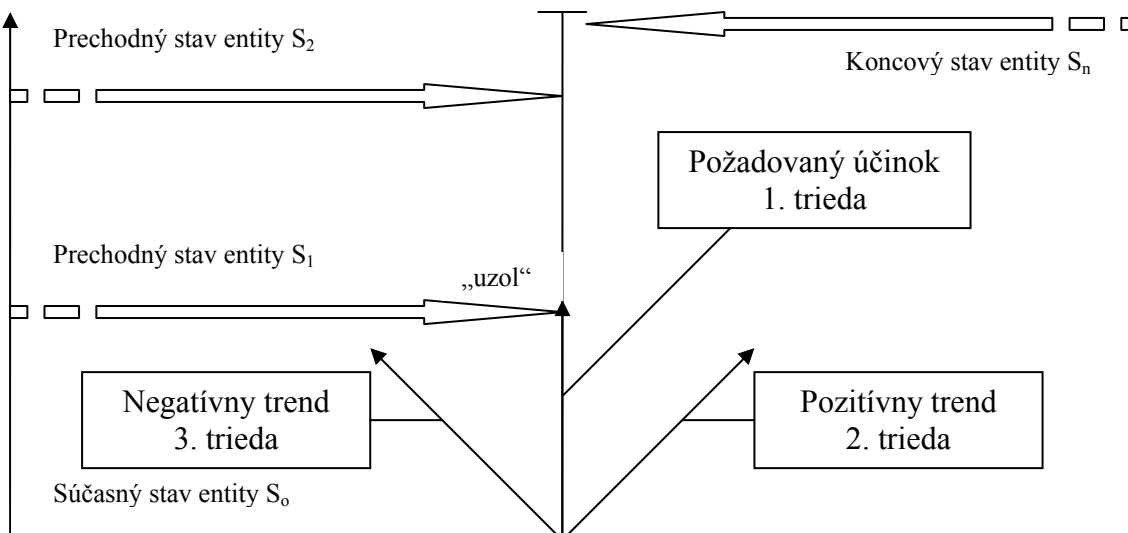 Prechodný stav entity S₂
Koncový stav entity Sₙ
Požadovaný účinok
1. trieda
Prechodný stav entity S₁
„uzol“
Negatívny trend
3. trieda
Pozitívny trend
2. trieda
Súčasný stav entity Sₒ